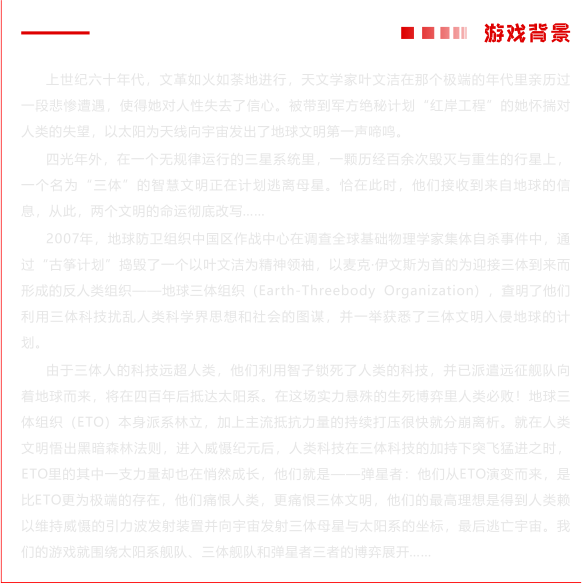 游戏背景
上世纪六十年代，文革如火如荼地进行，天文学家叶文洁在那个极端的年代里亲历过
一段悲惨遭遇，使得她对人性失去了信心。被带到军方绝秘计划“红岸工程”的她怀揣对
人类的失望，以太阳为天线向宇宙发出了地球文明第一声啼鸣。
四光年外，在一个无规律运行的三星系统里，一颗历经百余次毁灭与重生的行星上，
一个名为“三体”的智慧文明正在计划逃离母星。恰在此时，他们接收到来自地球的信
息，从此，两个文明的命运彻底改写......
2007年，地球防卫组织中国区作战中心在调查全球基础物理学家集体自杀事件中，通
过“古筝计划”捣毁了一个以叶文洁为精神领袖，以麦克·伊文斯为首的为迎接三体到来而
形成的反人类组织——地球三体组织（Earth-Threebody Organization），查明了他们
利用三体科技扰乱人类科学界思想和社会的图谋，并一举获悉了三体文明入侵地球的计
划。
由于三体人的科技远超人类，他们利用智子锁死了人类的科技，并已派遣远征舰队向
着地球而来，将在四百年后抵达太阳系。在这场实力悬殊的生死博弈里人类必败！地球三
体组织（ETO）本身派系林立，加上主流抵抗力量的持续打压很快就分崩离析。就在人类
文明悟出黑暗森林法则，进入威慑纪元后，人类科技在三体科技的加持下突飞猛进之时，
ETO里的其中一支力量却也在悄然成长，他们就是——弹星者：他们从ETO演变而来，是
比ETO更为极端的存在，他们痛恨人类，更痛恨三体文明，他们的最高理想是得到人类赖
以维持威慑的引力波发射装置并向宇宙发射三体母星与太阳系的坐标，最后逃亡宇宙。我
们的游戏就围绕太阳系舰队、三体舰队和弹星者三者的博弈展开......